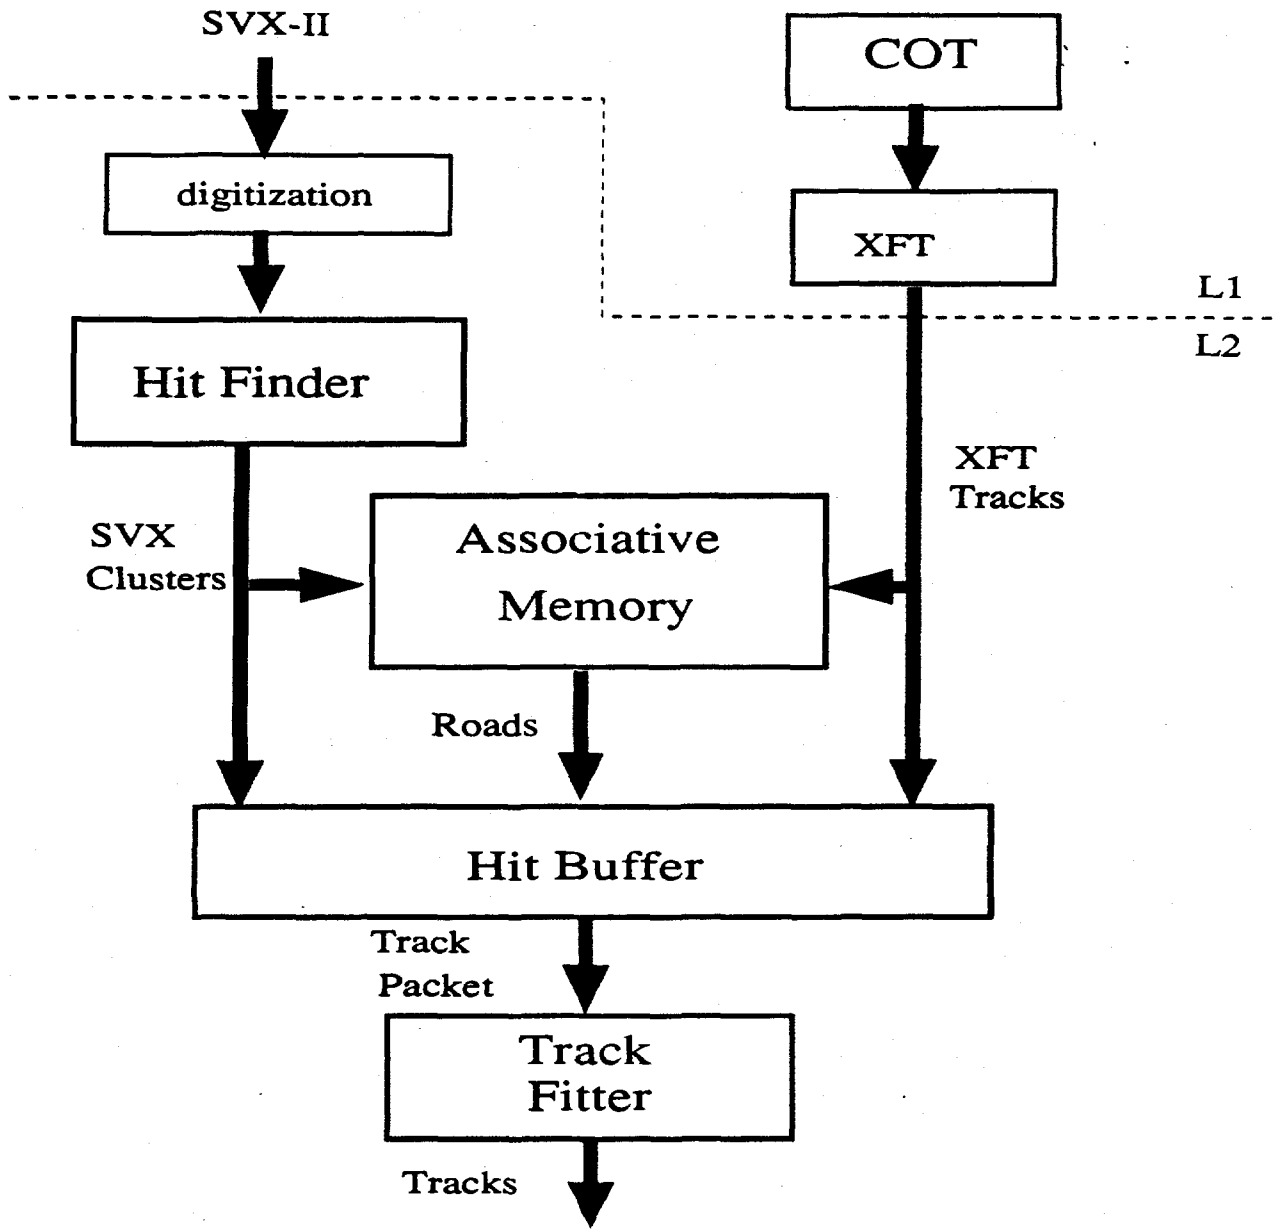 SVX-II
COT
digitization
XFT
L1
L2
Hit Finder
XFT
Tracks
SVX
Clusters
Associative
Memory
Roads
Hit Buffer
Track
Packet
Track
Fitter
Tracks